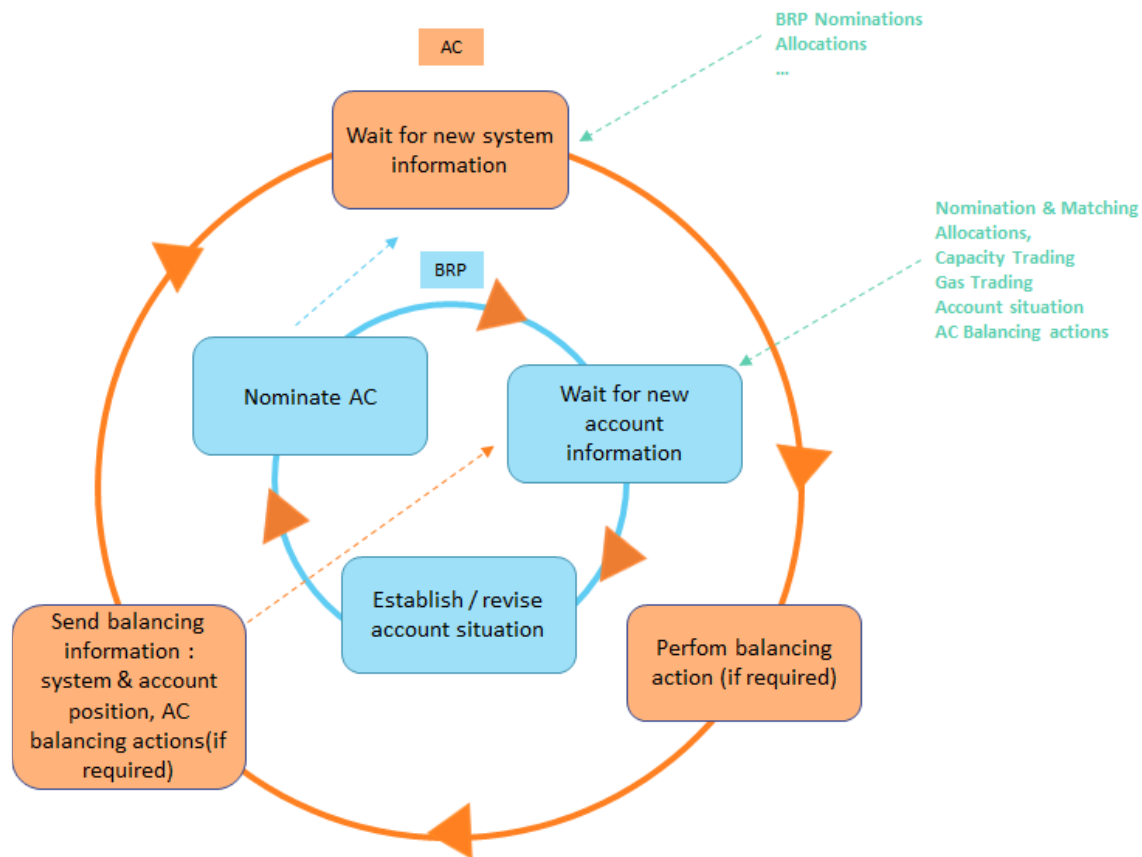 BRP Nominations
Allocations
…
AC
Wait for new system
information
Nomination & Matching
Allocations,
Capacity Trading
Gas Trading
Account situation
AC Balancing actions
BRP
Nominate AC
Wait for new
account
information
Establish / revise
account situation
Send balancing
information :
system & account
position, AC
balancing actions(if
required)
Perfom balancing
action (if required)